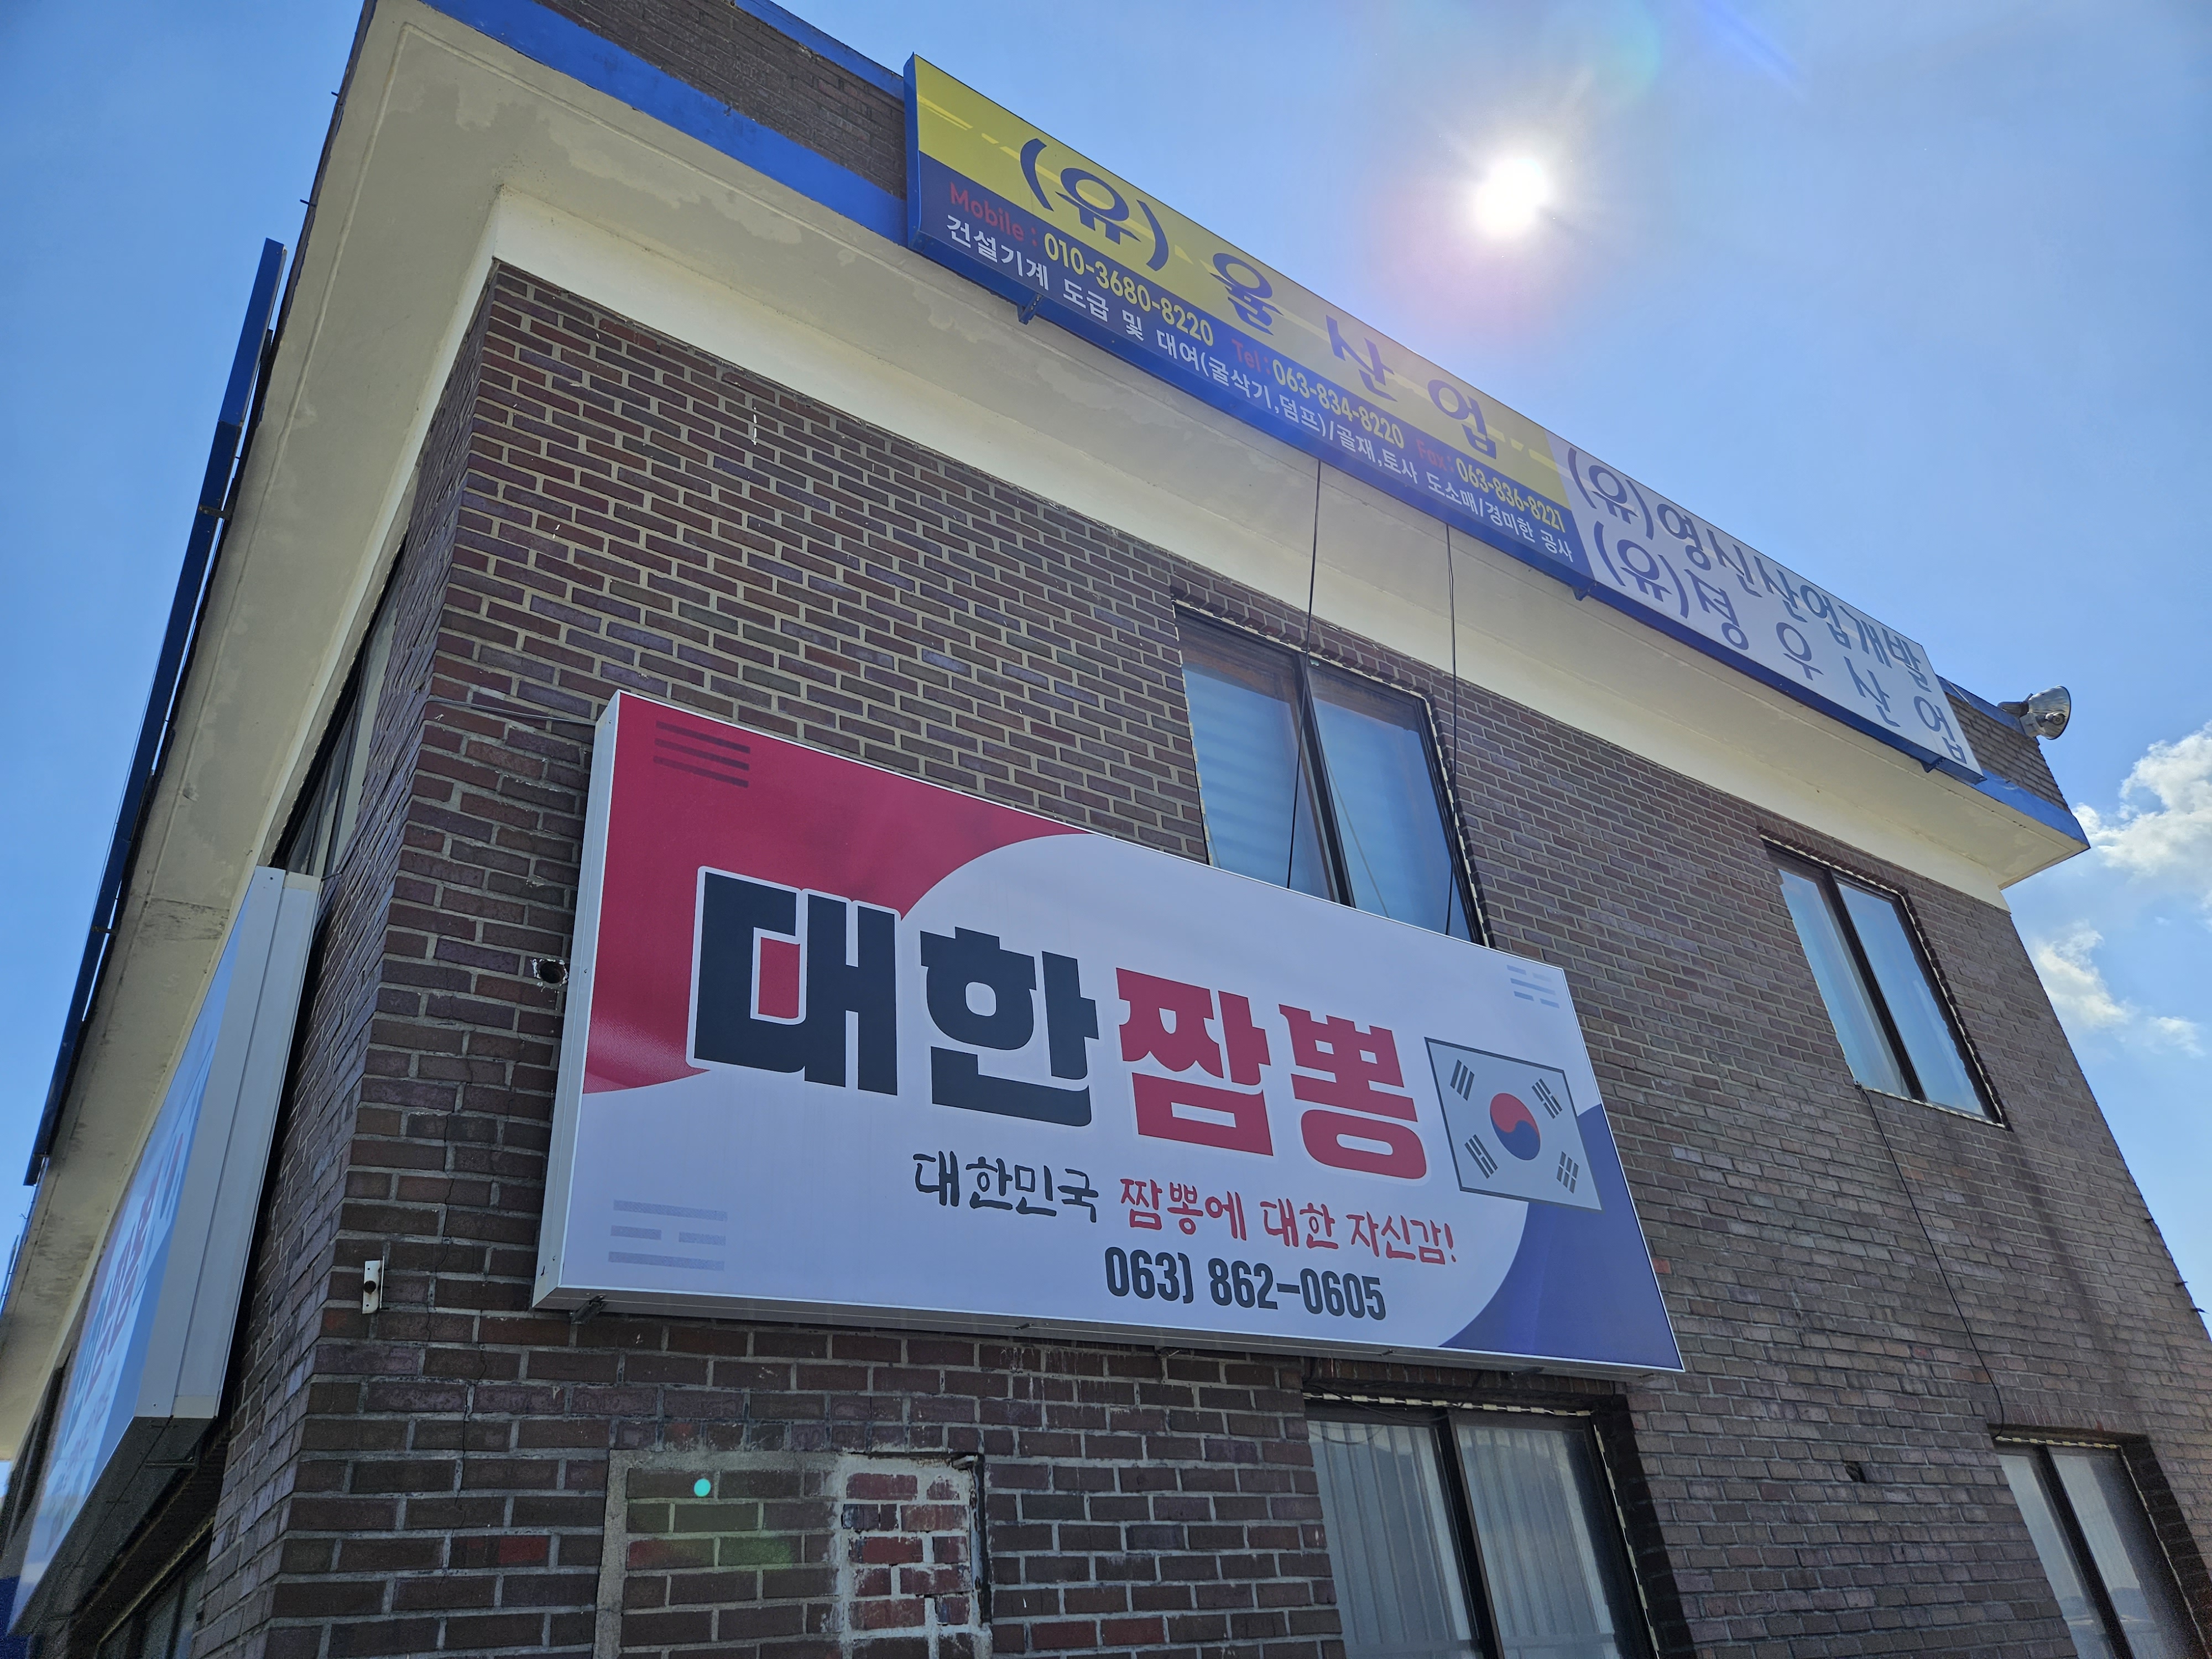 (유) 율 산 업
Mobile : 010-3680-8220 Tel : 063-834-8220 Fax : 063-836-8221
건설기계 도급 및 대여(굴삭기,덤프)/골재,토사 도소매/경미한 공사
(유)영신산업개발
(유)정 우 산 업
대한짬뽕
대한민국 짬뽕에 대한 자신감!
063) 862-0605